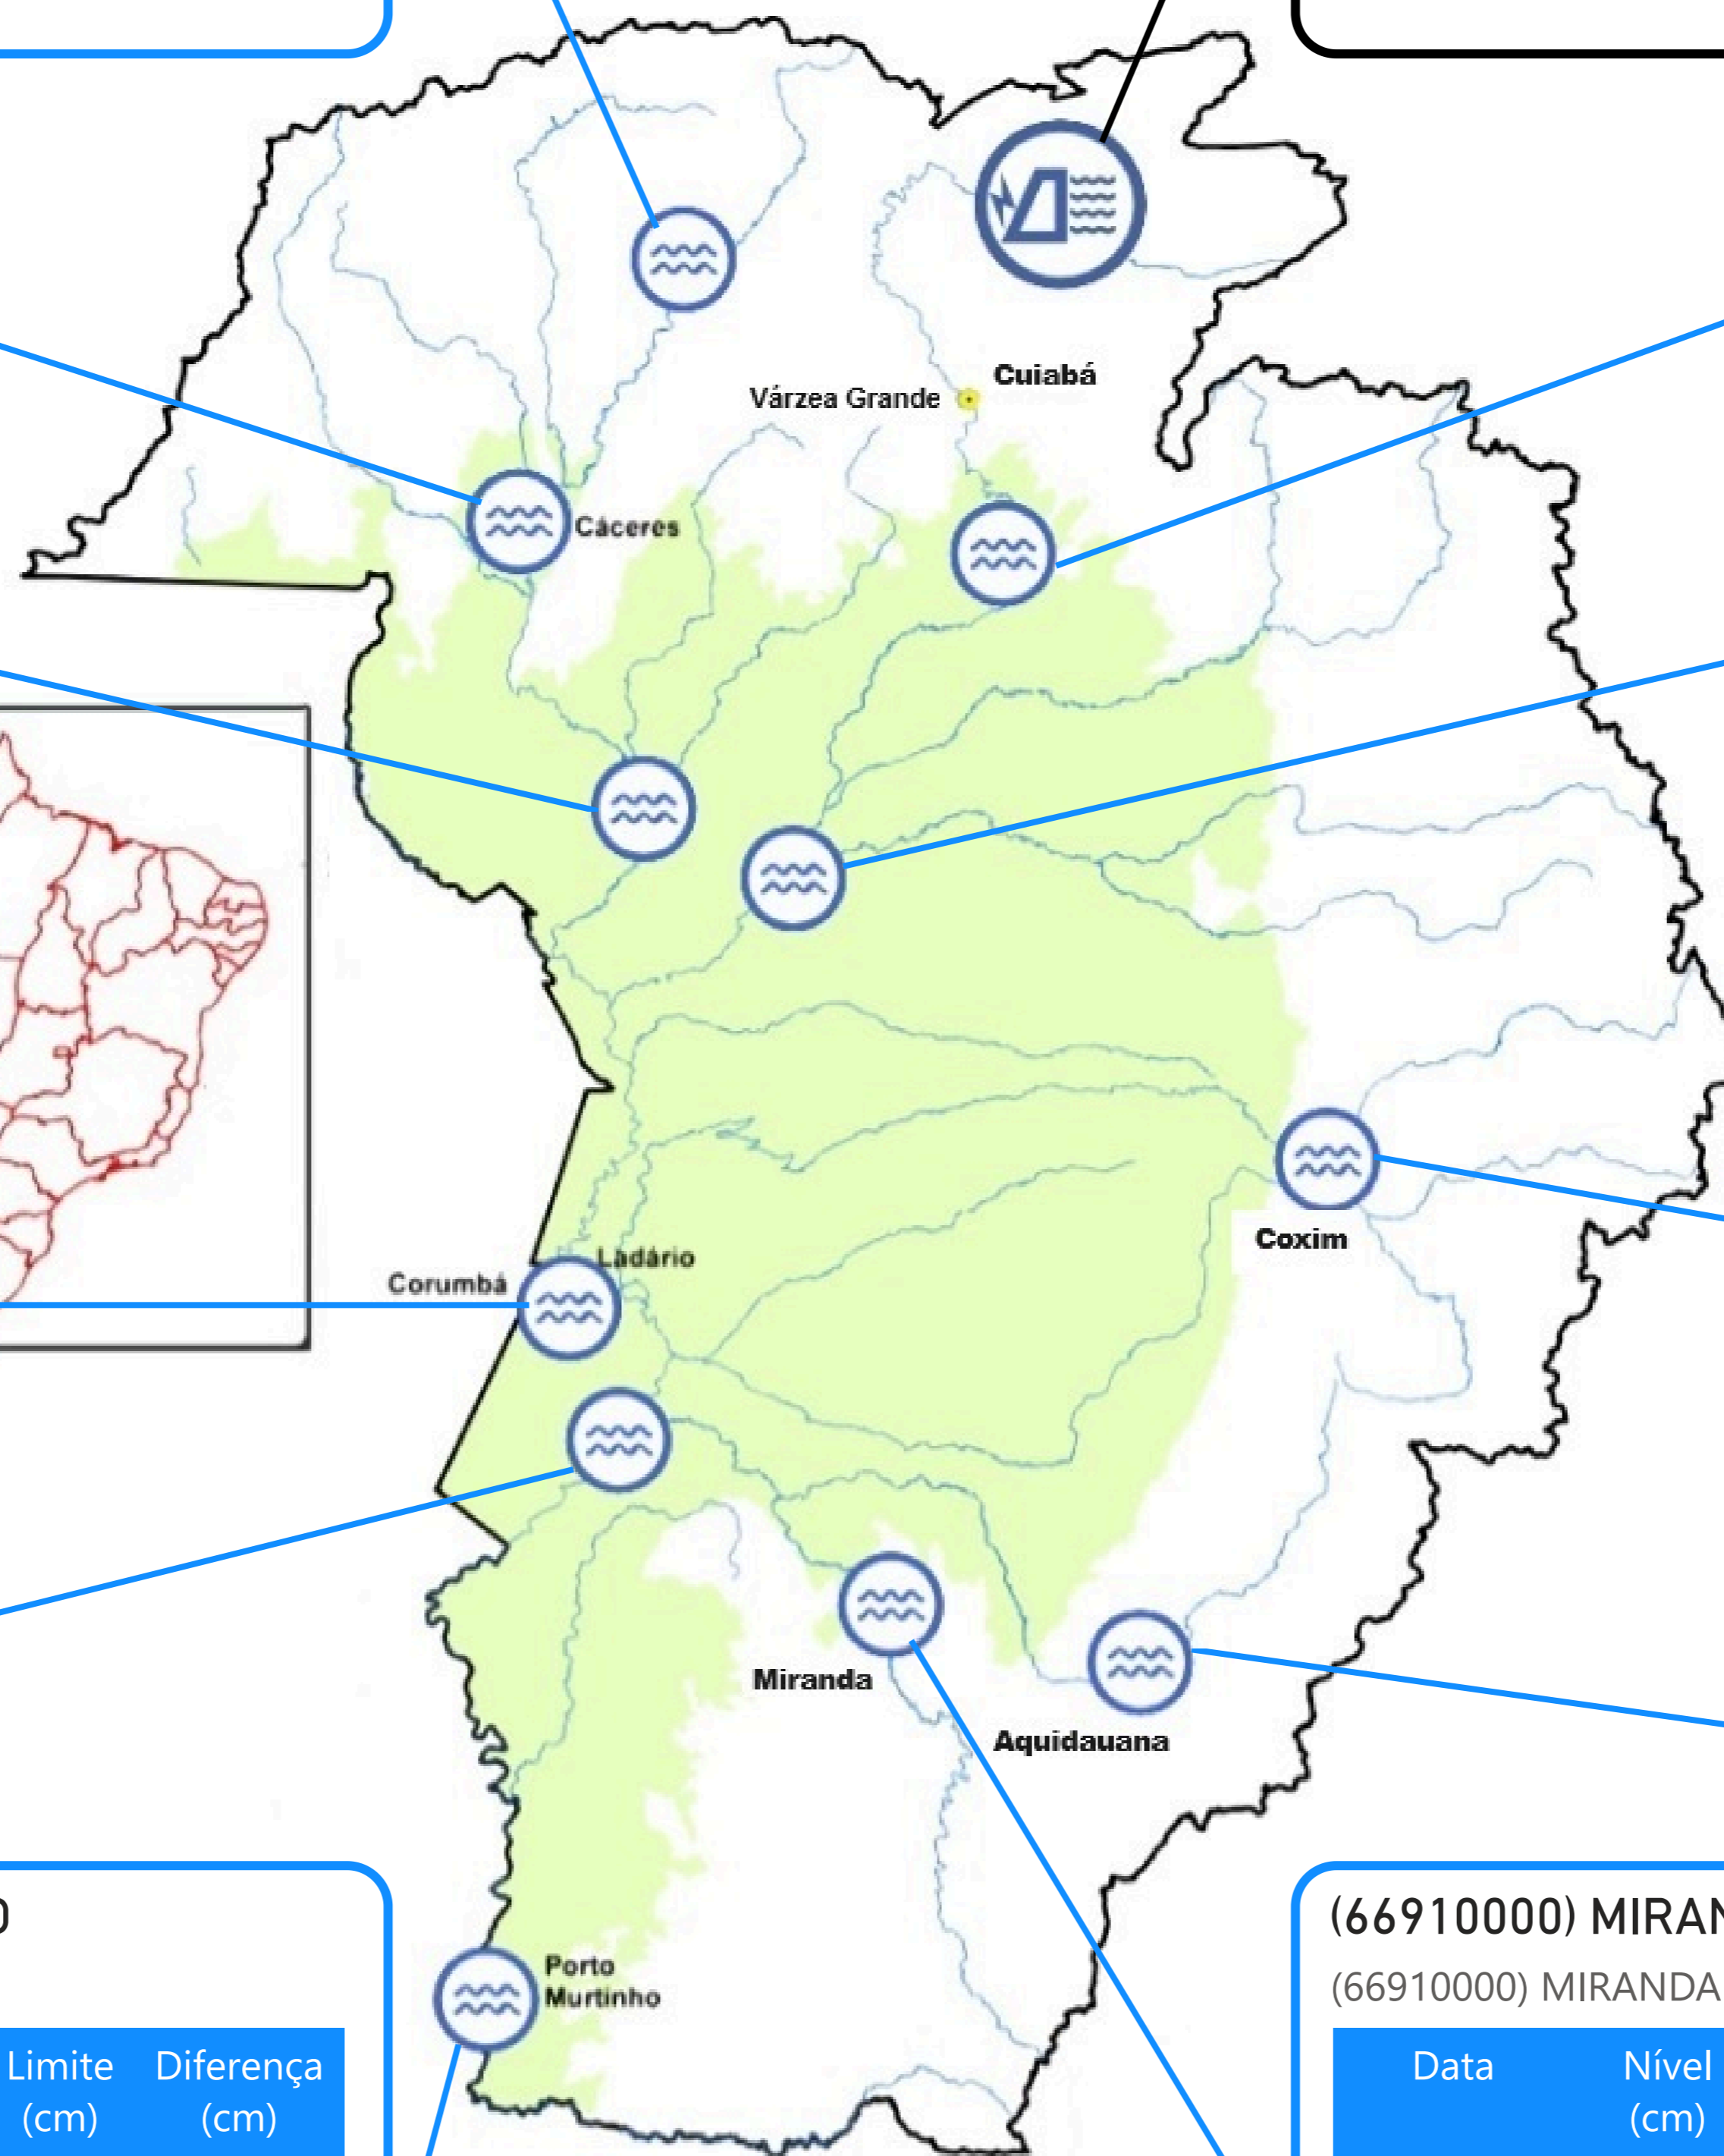 Cuiabá
Várzea Grande
Cáceres
Coxim
Ladário
Corumbá
Miranda
Aquidauana
Porto
Murtinho
Limite
(cm)
Diferença
(cm)
(66910000) MIRAN
(66910000) MIRANDA
Data
Nível
(cm)